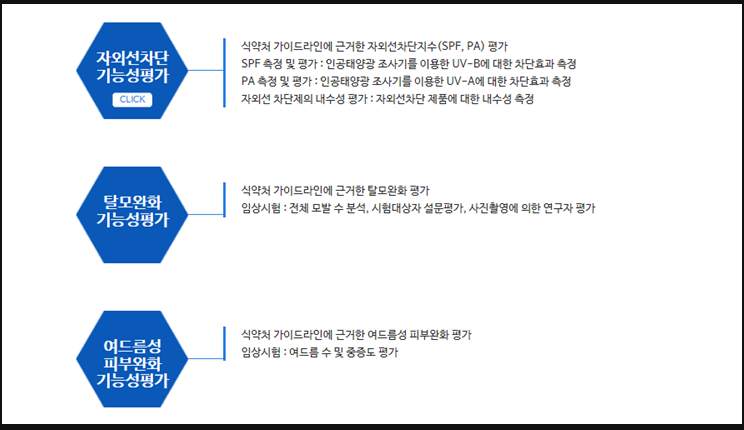 자외선차단
기능성평가
CLICK
식약처 가이드라인에 근거한 자외선차단지수(SPF, PA) 평가
SPF 측정 및 평가 : 인공태양광 조사기를 이용한 UV-B에 대한 차단효과 측정
PA 측정 및 평가 : 인공태양광 조사기를 이용한 UV-A에 대한 차단효과 측정
자외선 차단제의 내수성 평가 : 자외선차단 제품에 대한 내수성 측정
탈모완화
기능성평가
식약처 가이드라인에 근거한 탈모완화 평가
임상시험 : 전체 모발 수 분석, 시험대상자 설문평가, 사진촬영에 의한 연구자 평가
여드름성
피부완화
기능성평가
식약처 가이드라인에 근거한 여드름성 피부완화 평가
임상시험 : 여드름 수 및 중증도 평가